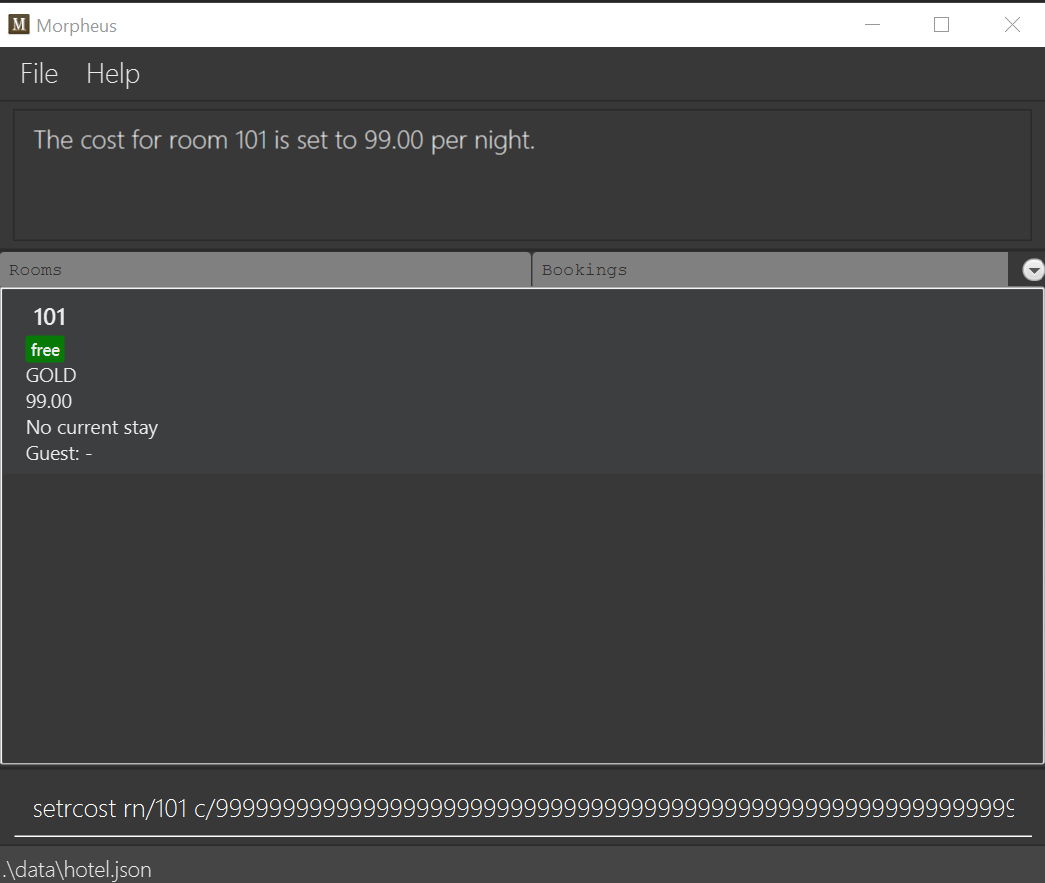 M Morpheus
File Help
The cost for room 101 is set to 99.00 per night.
Rooms Bookings
101
free
GOLD
99.00
No current stay
Guest: -
setrcost rn/101 c/999999999999999999999999999999999999999999999999999999999999
.\data\hotel.json